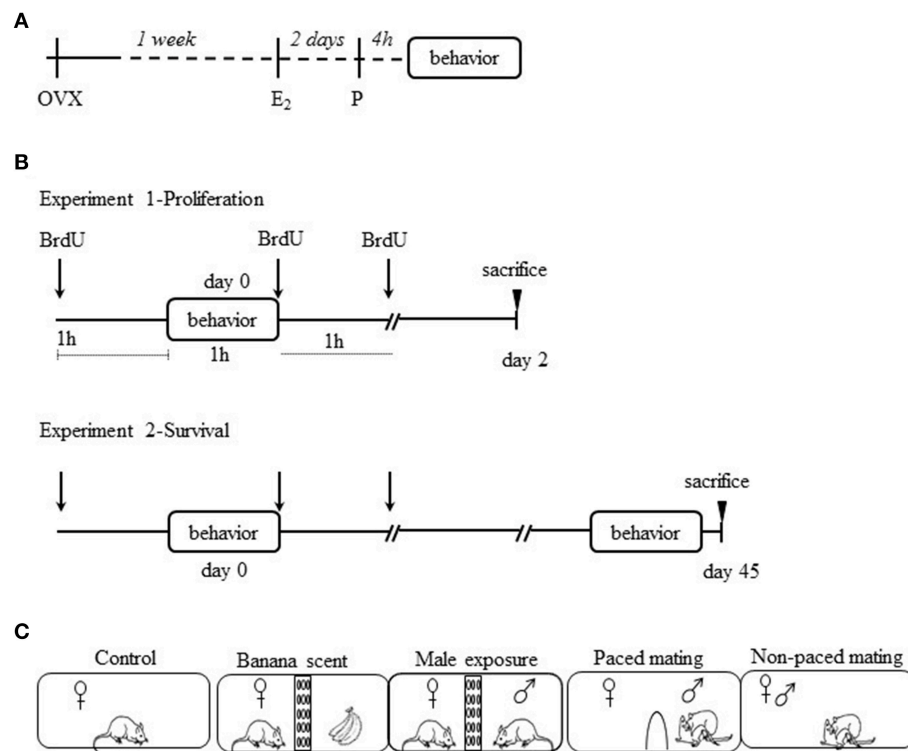 A
1 week 2 days 4h
behavior
OVX E₂ P
B
Experiment 1-Proliferation
BrdU BrdU BrdU
day 0 sacrifice
behavior
1h 1h 1h
day 2
Experiment 2-Survival
sacrifice
behavior behavior
day 0 day 45
C
Control Banana scent Male exposure Paced mating Non-paced mating
♀ ♀ ♀ ♂ ♀ ♂ ♀♂